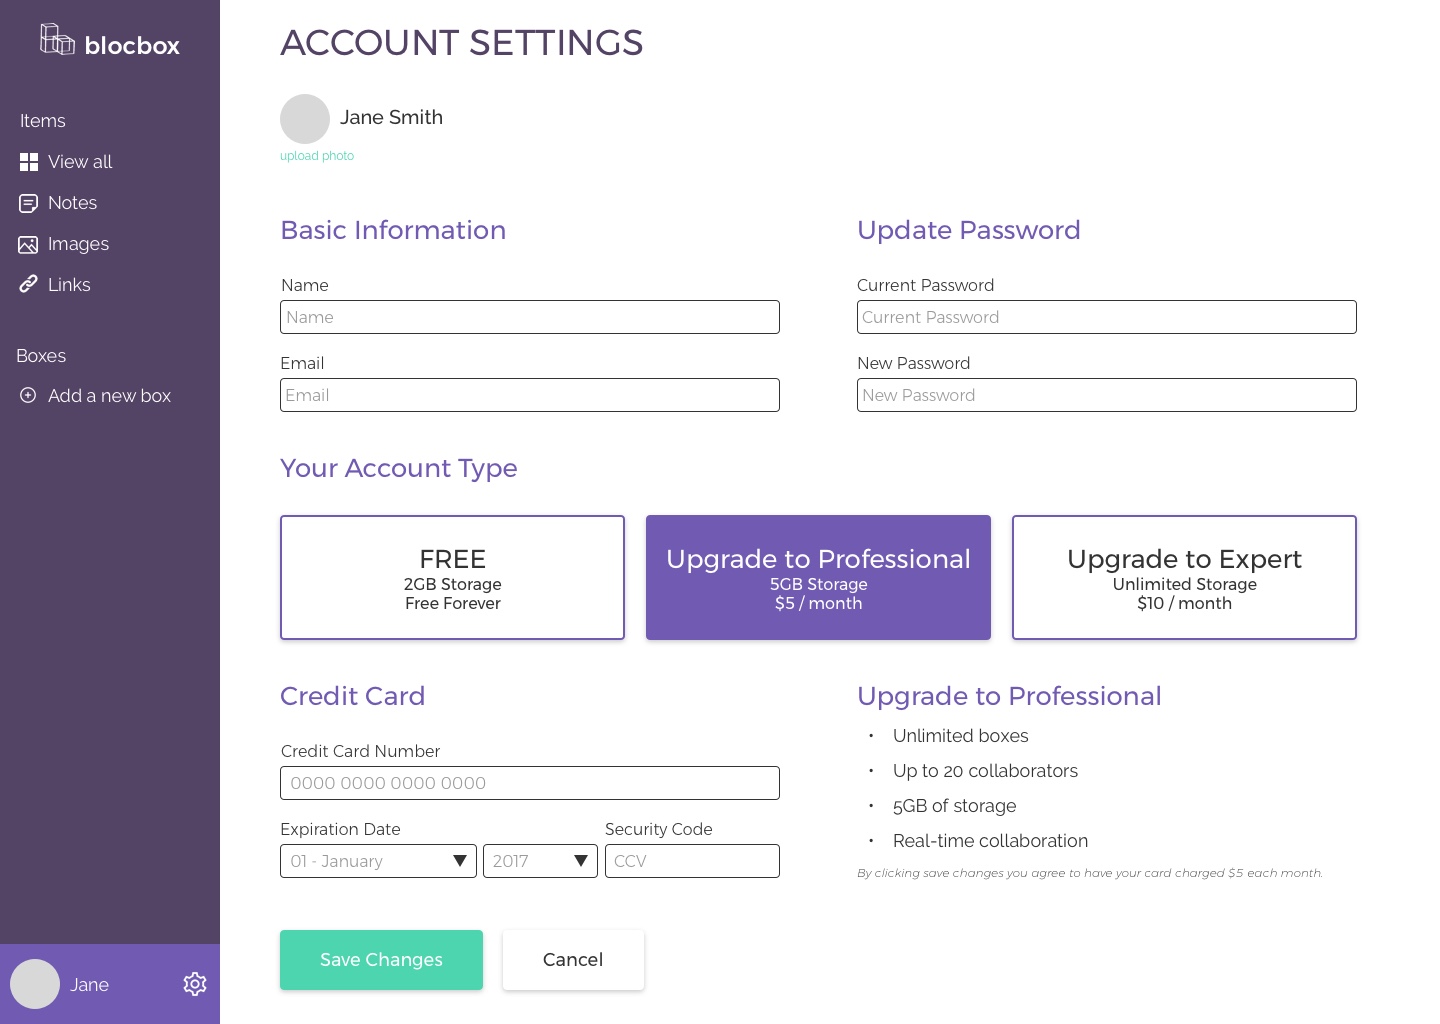 blocbox
Items
View all
Notes
Images
Links
Boxes
Add a new box
Jane
ACCOUNT SETTINGS
Jane Smith
upload photo
Basic Information
Name
Name
Email
Email
Update Password
Current Password
Current Password
New Password
New Password
Your Account Type
FREE
2GB Storage
Free Forever
Upgrade to Professional
5GB Storage
$5 / month
Upgrade to Expert
Unlimited Storage
$10 / month
Credit Card
Credit Card Number
0000 0000 0000 0000
Expiration Date
01 - January
2017
Security Code
CCV
Upgrade to Professional
• Unlimited boxes
• Up to 20 collaborators
• 5GB of storage
• Real-time collaboration
By clicking save changes you agree to have your card charged $5 each month.
Save Changes
Cancel